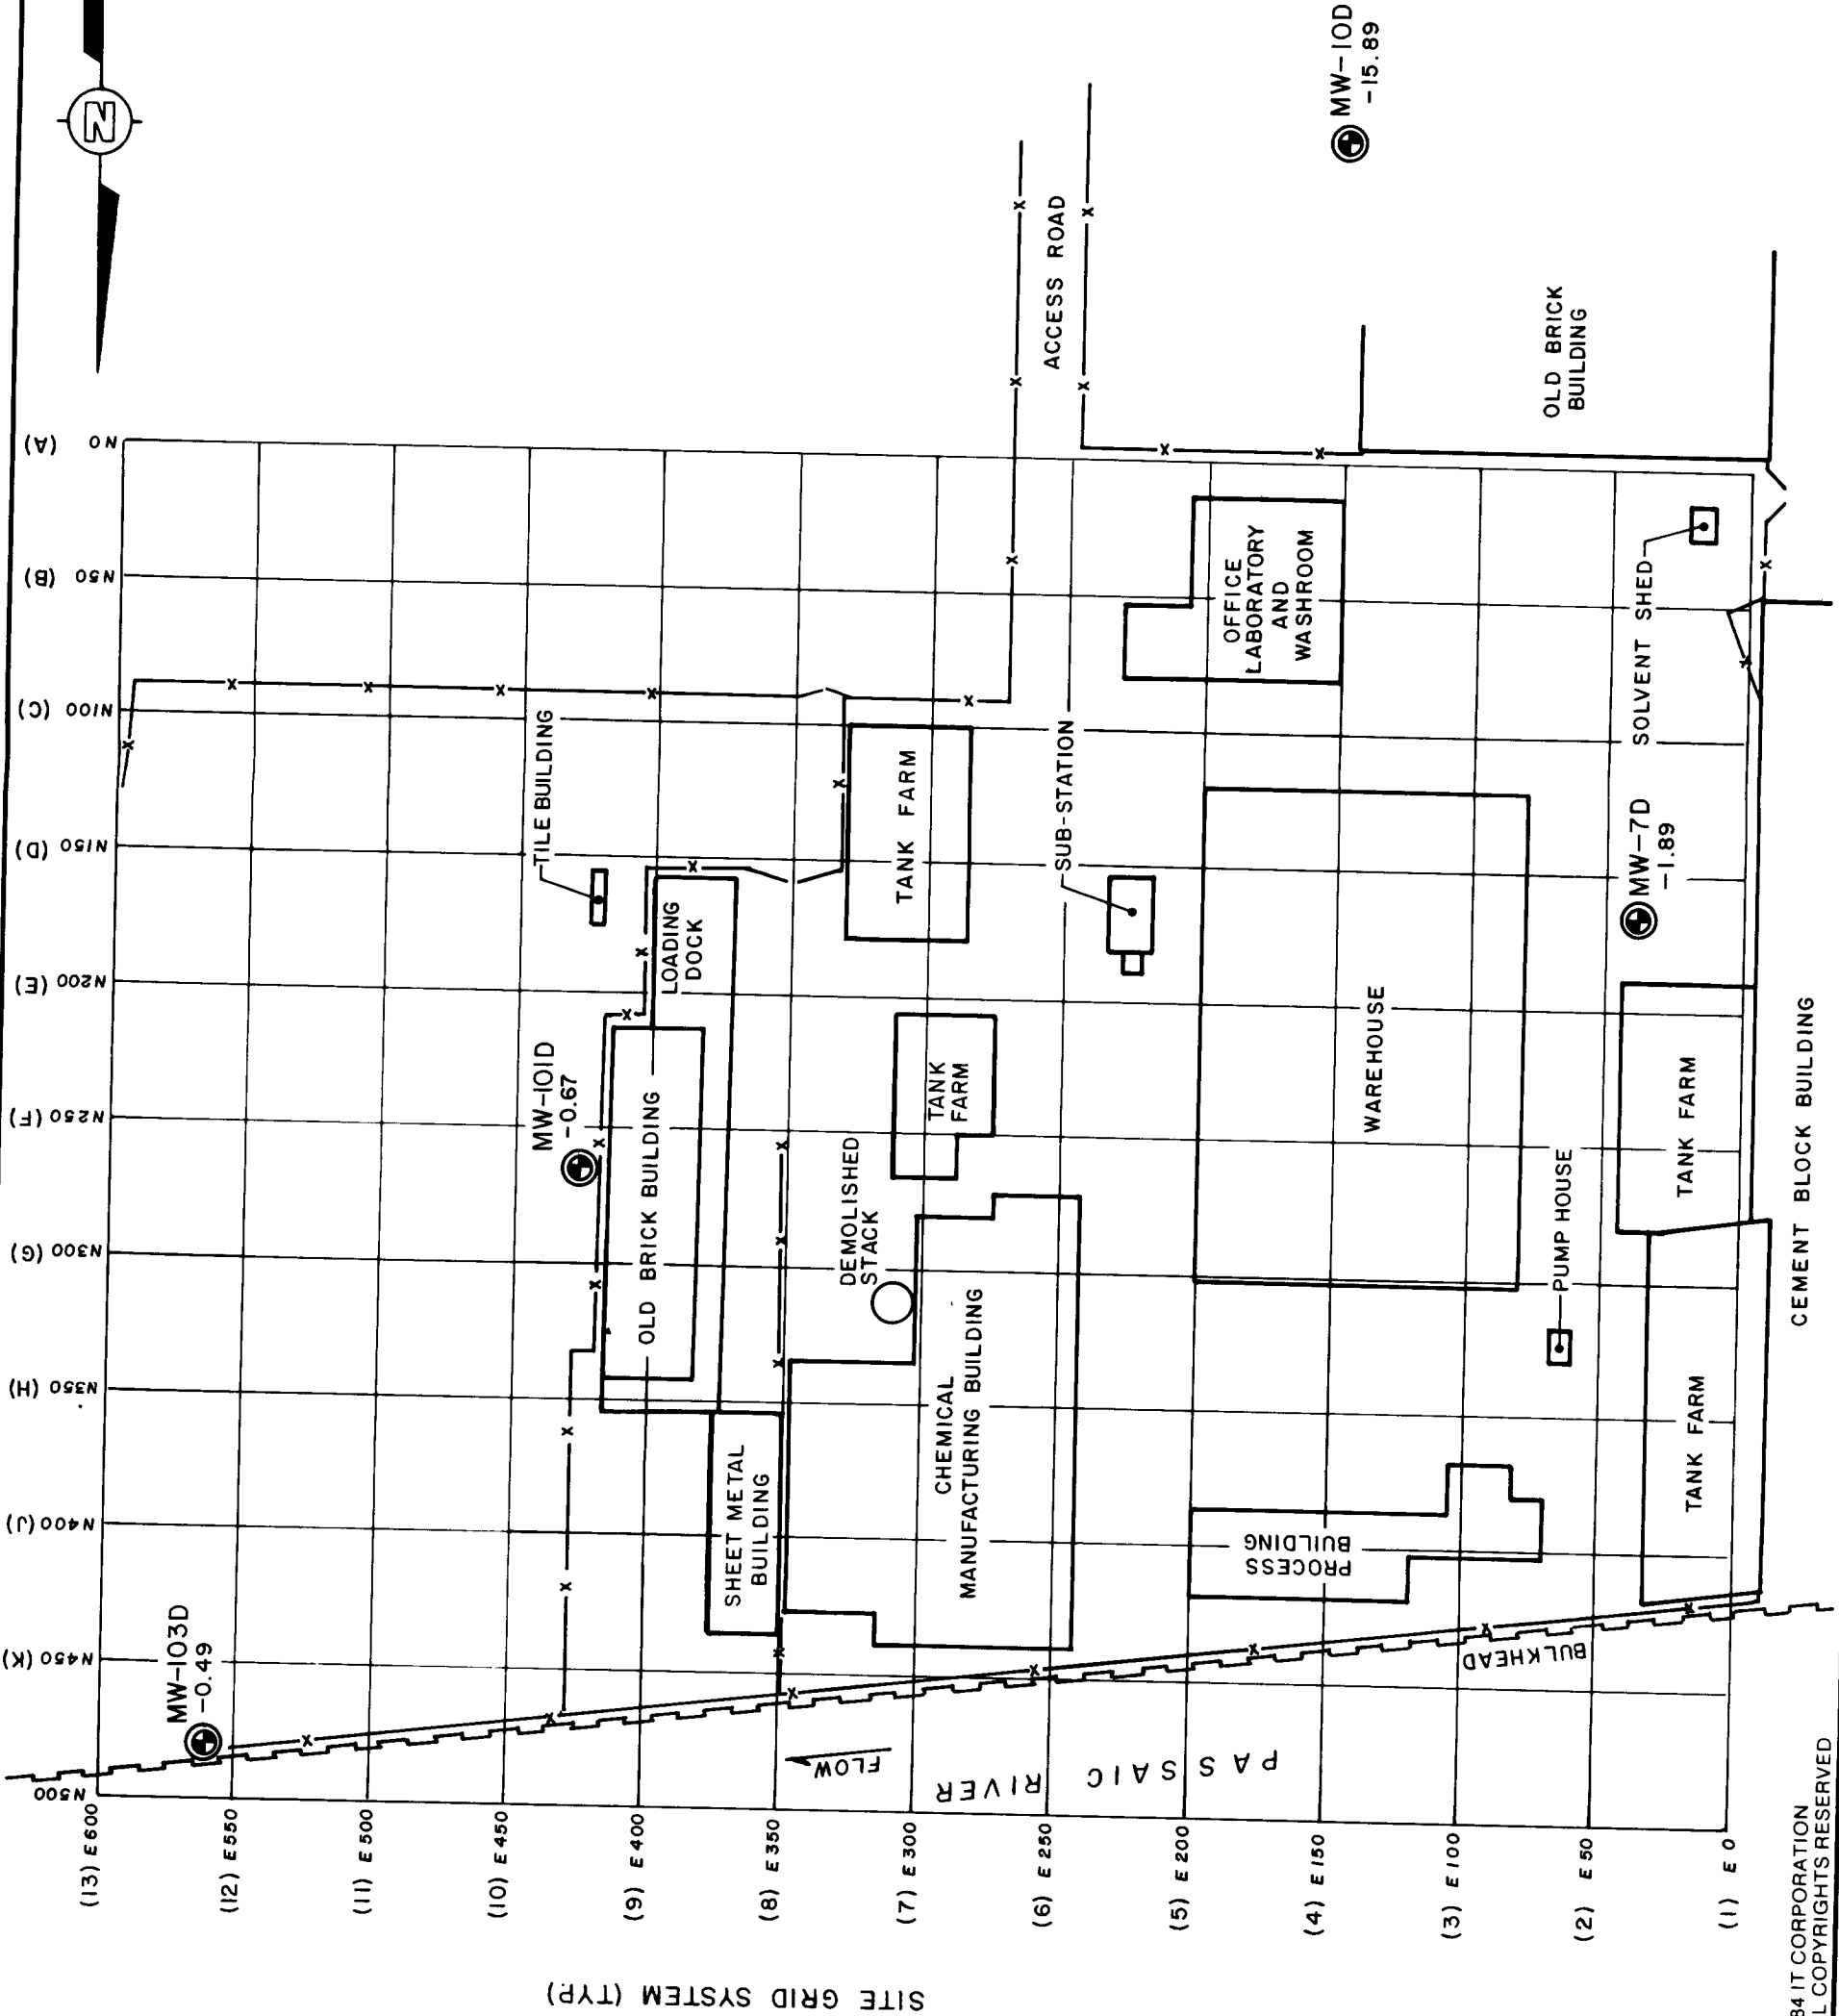 N
MW-10D
-15.89
ACCESS ROAD
OLD BRICK
BUILDING
(A) N0
(B) N50
(C) N100
(D) N150
(E) N200
(F) N250
(G) N300
(H) N350
(J) N400
(K) N450
N500
TILE BUILDING
OFFICE
LABORATORY
AND
WASHROOM
SOLVENT SHED
TANK FARM
SUB-STATION
LOADING
DOCK
MW-7D
-1.89
MW-101D
-0.67
OLD BRICK BUILDING
TANK
FARM
WAREHOUSE
TANK FARM
DEMOLISHED
STACK
PUMP HOUSE
CEMENT BLOCK BUILDING
CHEMICAL
MANUFACTURING BUILDING
SHEET METAL
BUILDING
PROCESS
BUILDING
TANK FARM
MW-103D
-0.49
BULKHEAD
FLOW
PASSAIC RIVER
(13) E 600
(12) E 550
(11) E 500
(10) E 450
(9) E 400
(8) E 350
(7) E 300
(6) E 250
(5) E 200
(4) E 150
(3) E 100
(2) E 50
(1) E 0
SITE GRID SYSTEM (TYP.)
84 IT CORPORATION
L COPYRIGHTS RESERVED